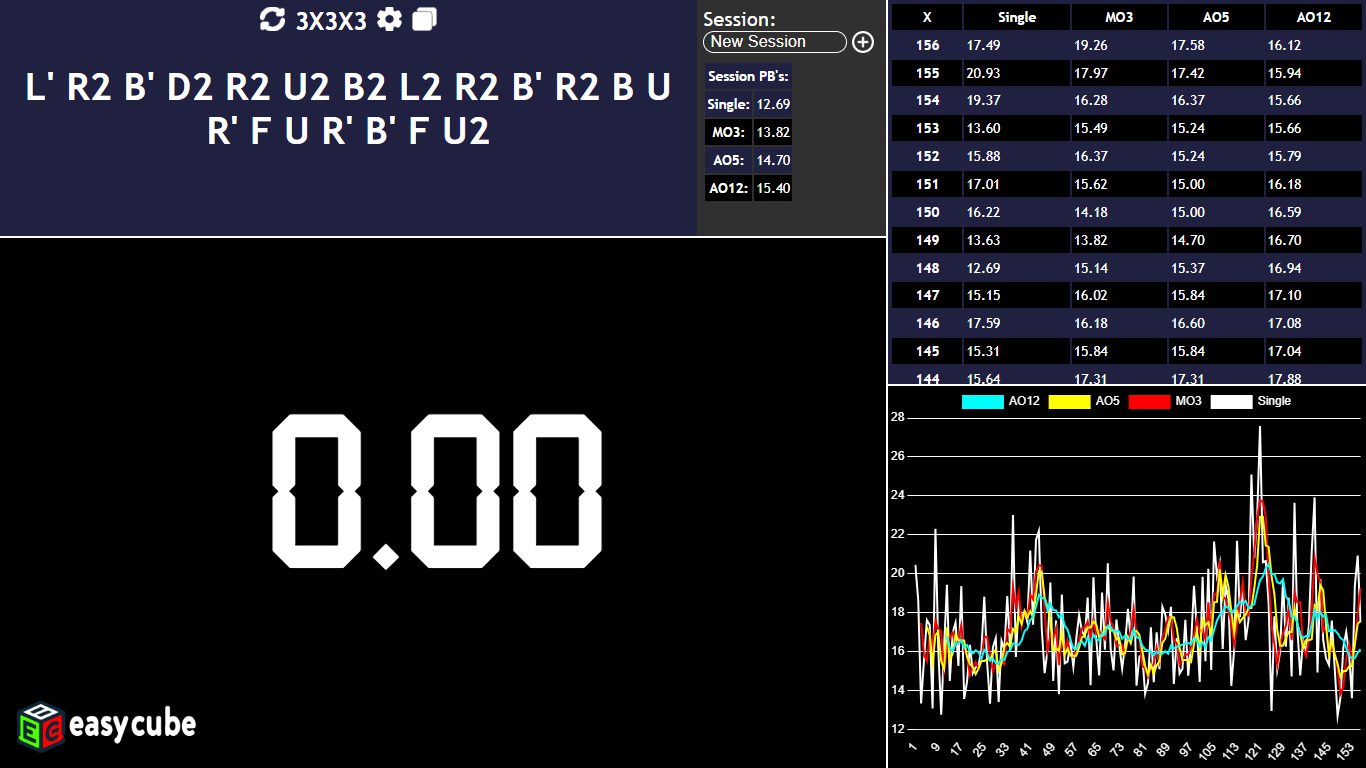 3X3X3
L' R2 B' D2 R2 U2 B2 L2 R2 B' R2 B U
R' F U R' B' F U2
Session:
New Session
Session PB's:
Single: 12.69
MO3: 13.82
AO5: 14.70
AO12: 15.40
0.00
easycube
X Single MO3 AO5 AO12
156 17.49 19.26 17.58 16.12
155 20.93 17.97 17.42 15.94
154 19.37 16.28 16.37 15.66
153 13.60 15.49 15.24 15.66
152 15.88 16.37 15.24 15.79
151 17.01 15.62 15.00 16.18
150 16.22 14.18 15.00 16.59
149 13.63 13.82 14.70 16.70
148 12.69 15.14 15.37 16.94
147 15.15 16.02 15.84 17.10
146 17.59 16.18 16.60 17.08
145 15.31 15.84 15.84 17.04
144 15.64 17.31 17.31 17.88
AO12 AO5 MO3 Single
28
26
24
22
20
18
16
14
12
1 9 17 25 33 41 49 57 65 73 81 89 97 105 113 121 129 137 145 153